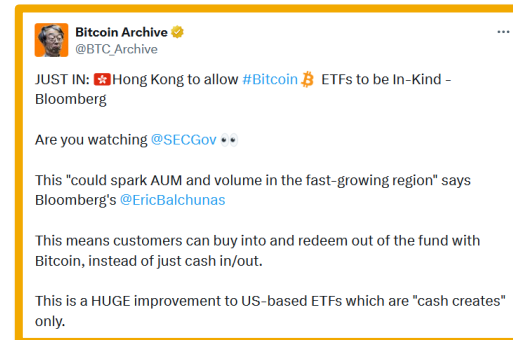 Bitcoin Archive
@BTC_Archive
JUST IN: 🇭🇰Hong Kong to allow #Bitcoin ETFs to be In-Kind -
Bloomberg
Are you watching @SECGov 👀
This "could spark AUM and volume in the fast-growing region" says
Bloomberg's @EricBalchunas
This means customers can buy into and redeem out of the fund with
Bitcoin, instead of just cash in/out.
This is a HUGE improvement to US-based ETFs which are "cash creates"
only.